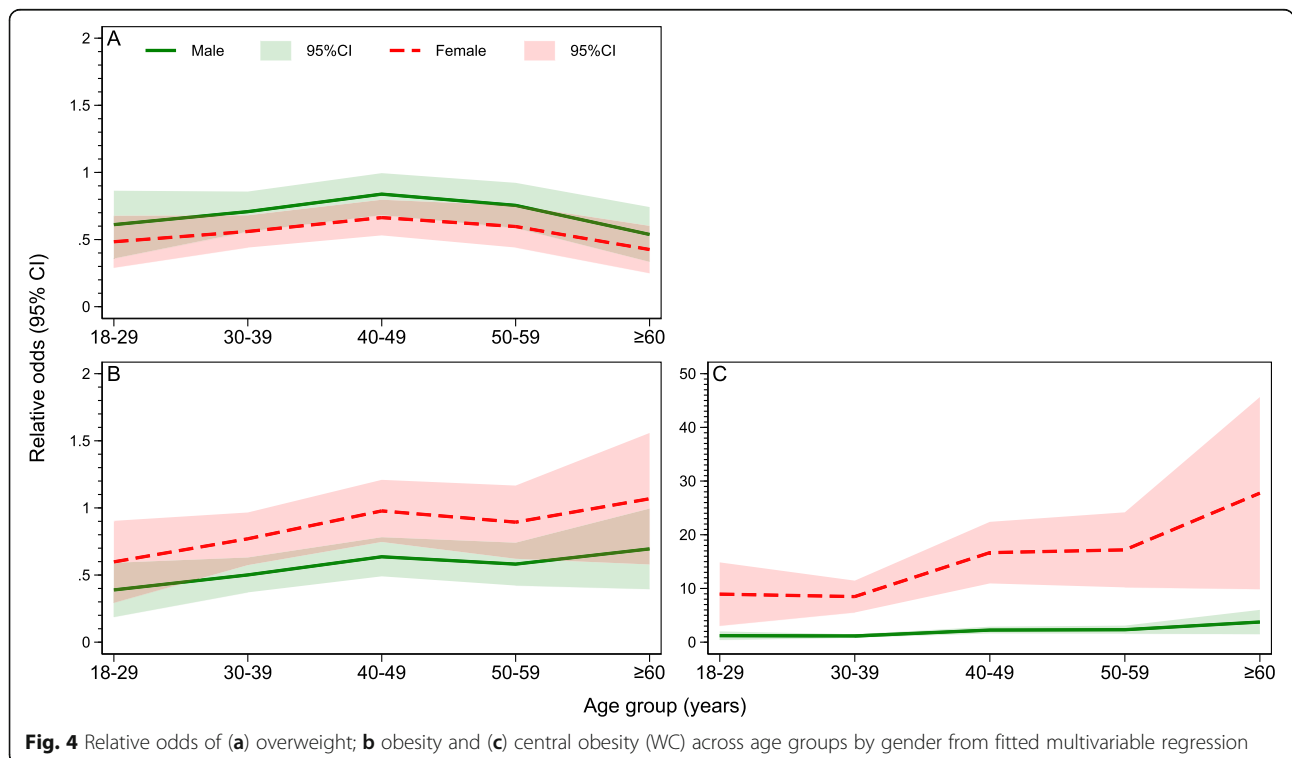 A
Male 95%CI Female 95%CI
2
1.5
1
.5
0
18-29 30-39 40-49 50-59 ≥60
Relative odds (95% CI)
B
2
1.5
1
.5
0
18-29 30-39 40-49 50-59 ≥60
C
50
40
30
20
10
0
18-29 30-39 40-49 50-59 ≥60
Age group (years)
Fig. 4 Relative odds of (a) overweight; b obesity and (c) central obesity (WC) across age groups by gender from fitted multivariable regression